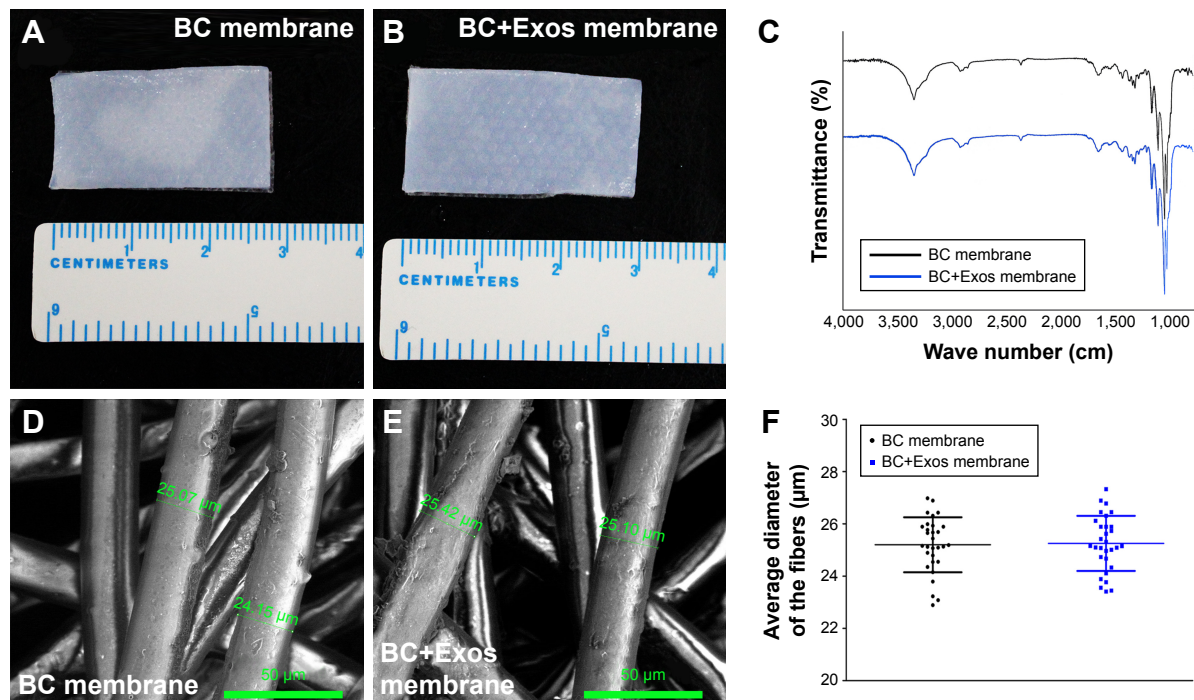 A
BC membrane
1
2
3
4
CENTIMETERS
6
5
B
BC+Exos membrane
1
2
3
4
CENTIMETERS
6
5
C
Transmittance (%)
BC membrane
BC+Exos membrane
4,000
3,500
3,000
2,000
1,500
1,000
Wave number (cm)
D
25.07 µm
24.15 µm
BC membrane
50 µm
E
25.42 µm
25.10 µm
BC+Exos
membrane
50 µm
F
Average diameter
of the fibers (µm)
30
28
26
24
22
20
BC membrane
BC+Exos membrane